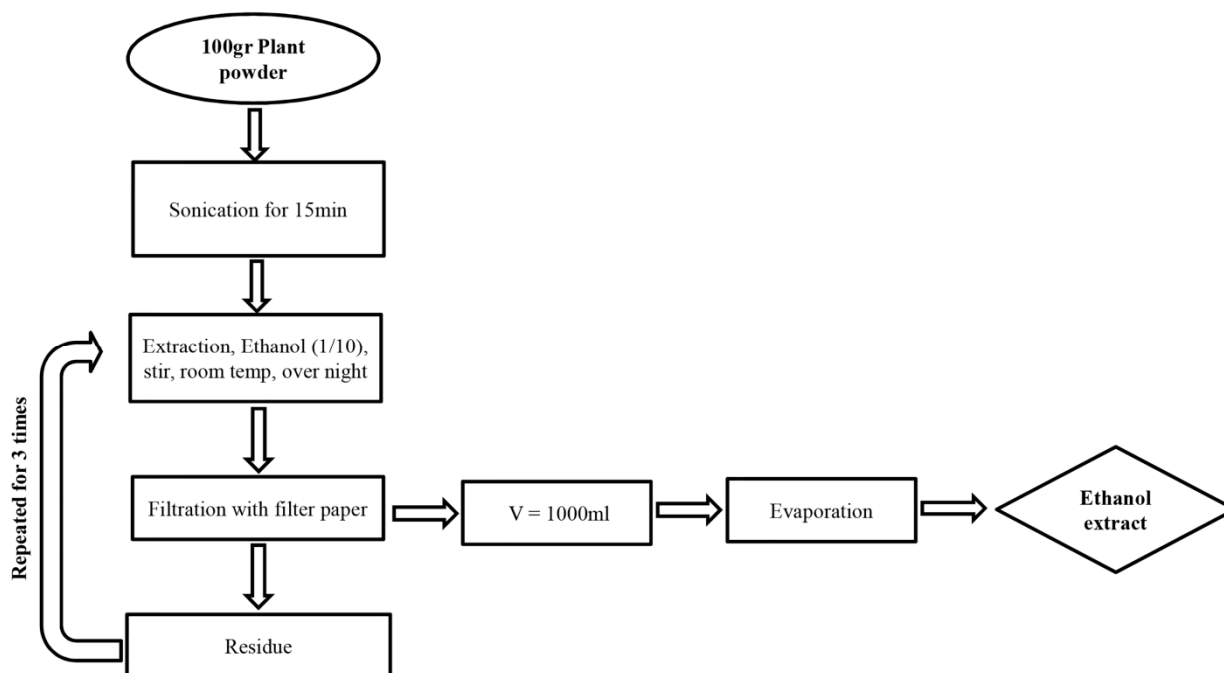 100gr Plant
powder
Sonication for 15min
Extraction, Ethanol (1/10),
stir, room temp, over night
Repeated for 3 times
Filtration with filter paper
V = 1000ml
Evaporation
Ethanol
extract
Residue